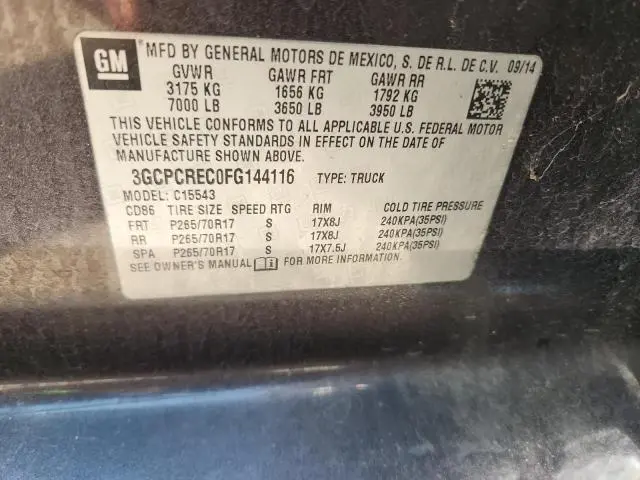 GM
MFD BY GENERAL MOTORS DE MEXICO, S. DE R.L. DE C.V. 09/14
GVWR GAWR FRT GAWR RR
3175 KG 1656 KG 1792 KG
7000 LB 3650 LB 3950 LB
THIS VEHICLE CONFORMS TO ALL APPLICABLE U.S. FEDERAL MOTOR
VEHICLE SAFETY STANDARDS IN EFFECT ON THE DATE OF
MANUFACTURE SHOWN ABOVE.
3GCPCREC0FG144116 TYPE: TRUCK
MODEL: C15543
CD86 TIRE SIZE SPEED RTG RIM COLD TIRE PRESSURE
FRT P265/70R17 S 17X8J 240KPA(35PSI)
RR P265/70R17 S 17X8J 240KPA(35PSI)
SPA P265/70R17 S 17X7.5J 240KPA(35PSI)
SEE OWNER'S MANUAL FOR MORE INFORMATION.